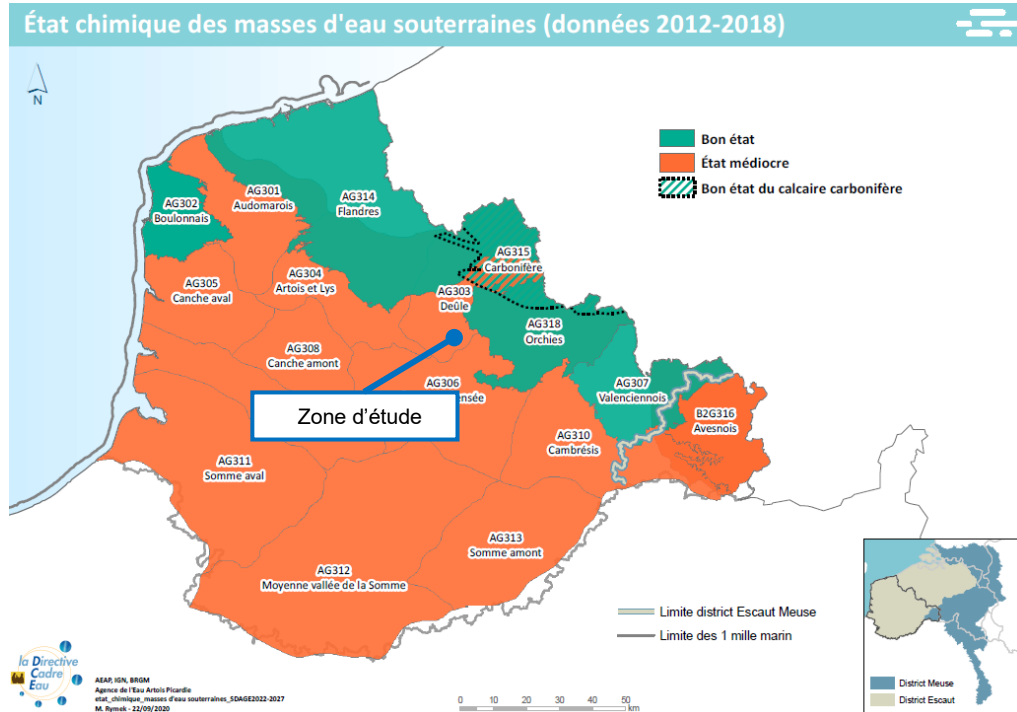 État chimique des masses d'eau souterraines (données 2012-2018)
N
Bon état
État médiocre
Bon état du calcaire carbonifère
AG302
Boulonnais
AG301
Audomarois
AG314
Flandres
AG315
Carbonifère
AG305
Canche aval
AG304
Artois et Lys
AG303
Deûle
AG318
Orchies
AG308
Canche amont
AG306
ensée
AG307
Valenciennois
B2G316
Avesnois
Zone d'étude
AG310
Cambrésis
AG311
Somme aval
AG313
Somme amont
AG312
Moyenne vallée de la Somme
Limite district Escaut Meuse
Limite des 1 mille marin
District Meuse
District Escaut
la Directive
Cadre
Eau
AEAP, IGN, BRGM
Agence de l'Eau Artois Picardie
etat_chimique_masses d'eau souterraines_SDAGE2022-2027
M. Rymek - 22/09/2020
0 10 20 30 40 50
km